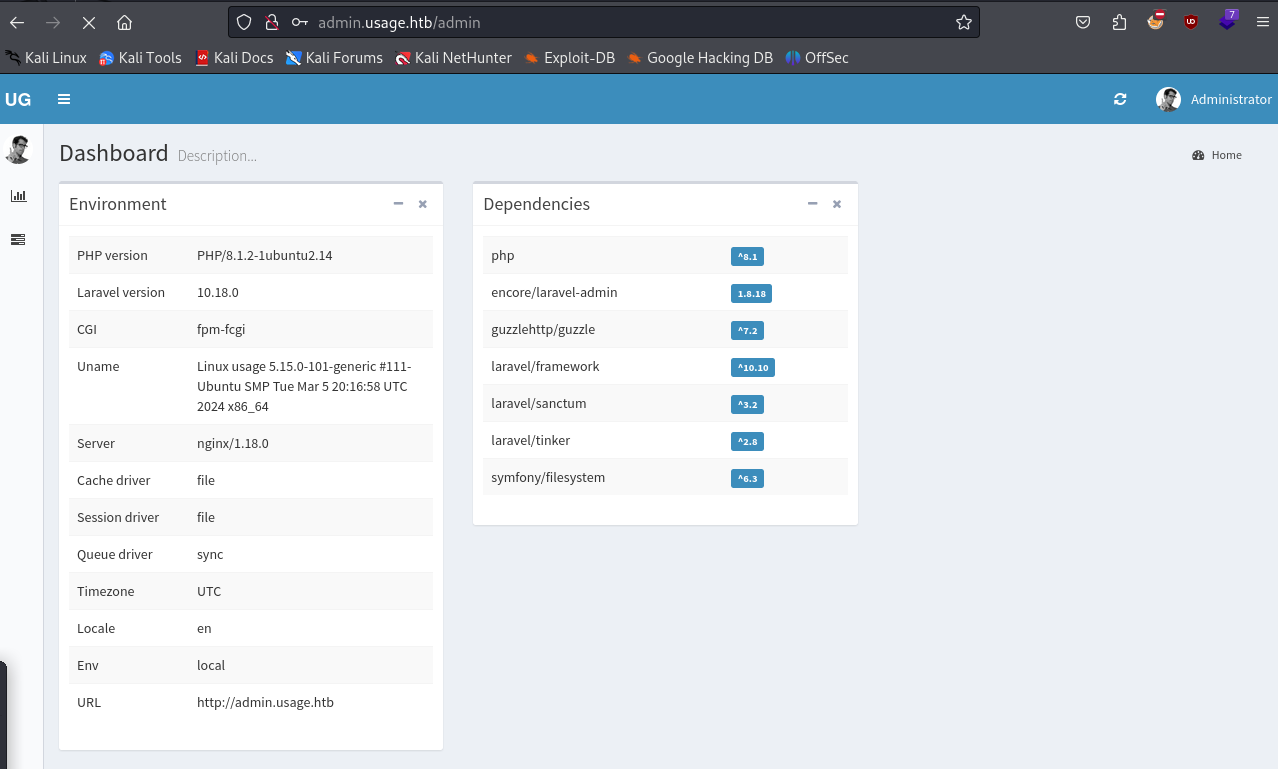 admin.usage.htb/admin
7
Kali Linux Kali Tools Kali Docs Kali Forums Kali NetHunter Exploit-DB Google Hacking DB OffSec
UG Administrator
Dashboard Description... Home
Environment
PHP version PHP/8.1.2-1ubuntu2.14
Laravel version 10.18.0
CGI fpm-fcgi
Uname Linux usage 5.15.0-101-generic #111-
Ubuntu SMP Tue Mar 5 20:16:58 UTC
2024 x86_64
Server nginx/1.18.0
Cache driver file
Session driver file
Queue driver sync
Timezone UTC
Locale en
Env local
URL http://admin.usage.htb
Dependencies
php ^8.1
encore/laravel-admin 1.8.18
guzzlehttp/guzzle ^7.2
laravel/framework ^10.10
laravel/sanctum ^3.2
laravel/tinker ^2.8
symfony/filesystem ^6.3